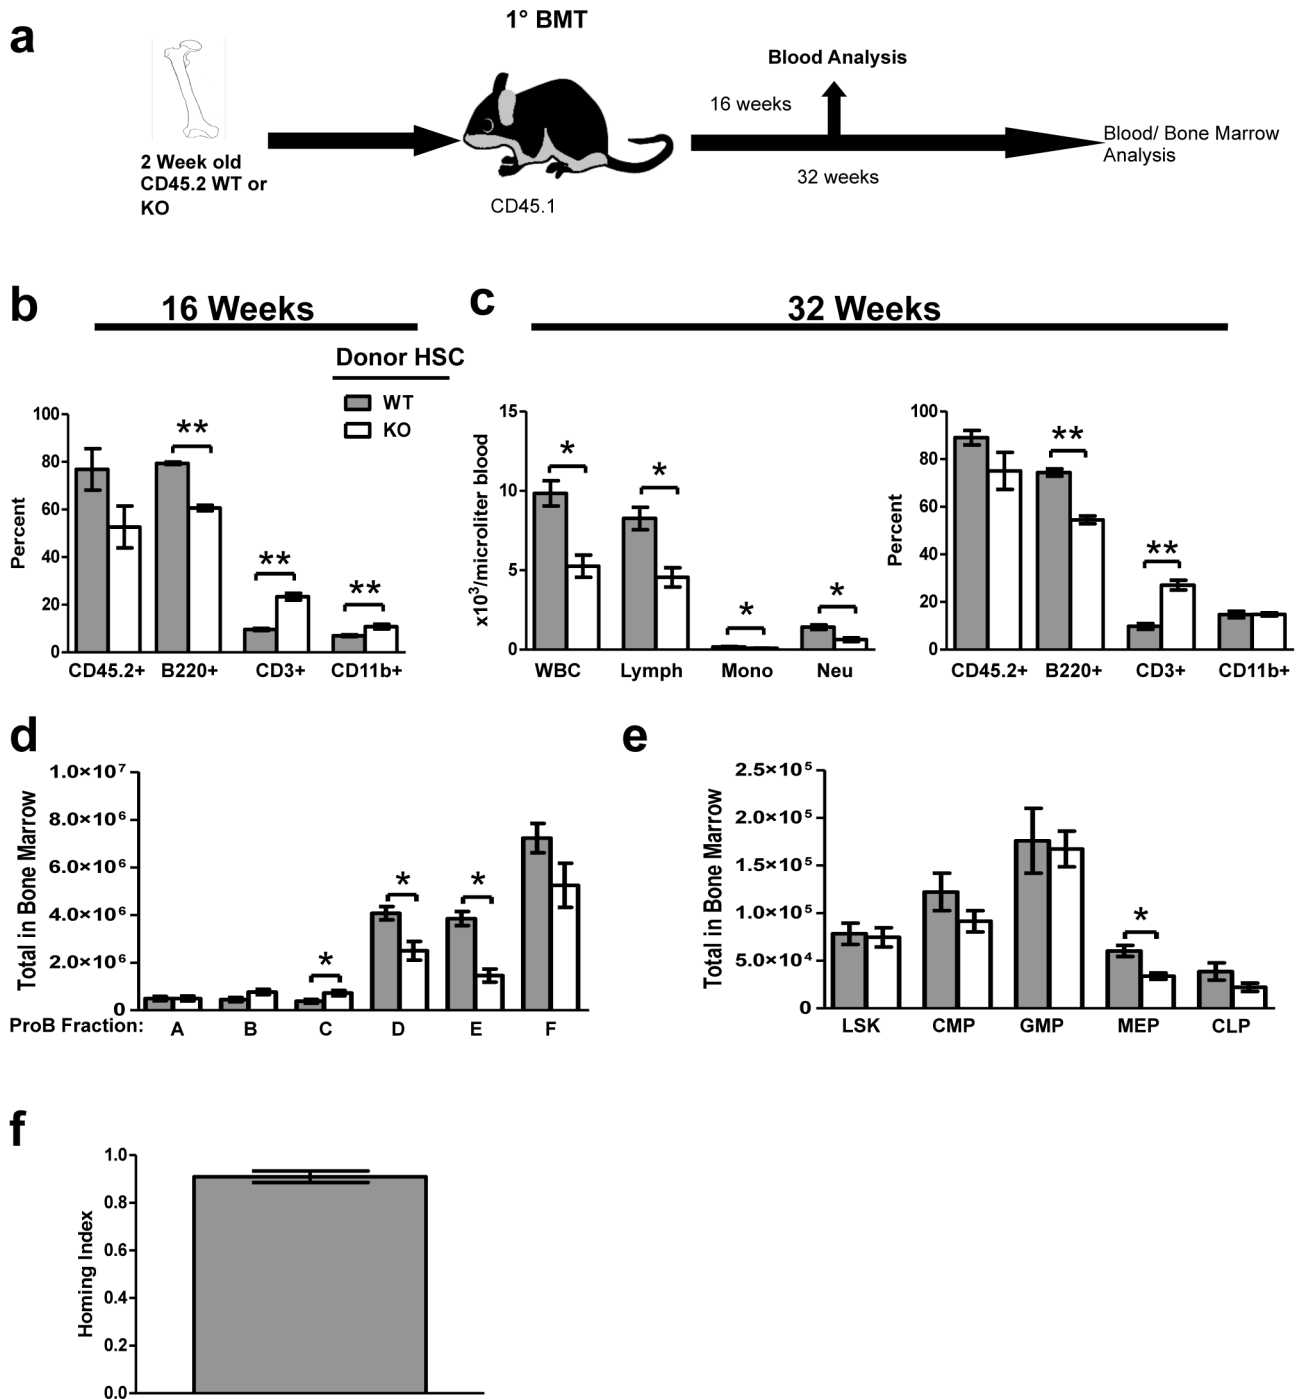 a
1° BMT
2 Week old
CD45.2 WT or
KO
CD45.1
Blood Analysis
16 weeks
32 weeks
Blood/ Bone Marrow
Analysis
b
16 Weeks
Donor HSC
WT
KO
Percent
100
80
60
40
20
0
**
**
**
CD45.2+ B220+ CD3+ CD11b+
c
32 Weeks
x10³/microliter blood
15
10
5
0
*
*
*
*
WBC Lymph Mono Neu
Percent
100
80
60
40
20
0
**
**
CD45.2+ B220+ CD3+ CD11b+
d
Total in Bone Marrow
1.0×10⁷
8.0×10⁶
6.0×10⁶
4.0×10⁶
2.0×10⁶
0
*
*
*
ProB Fraction: A B C D E F
e
Total in Bone Marrow
2.5×10⁵
2.0×10⁵
1.5×10⁵
1.0×10⁵
5.0×10⁴
0
*
LSK CMP GMP MEP CLP
f
Homing Index
1.0
0.8
0.6
0.4
0.2
0.0